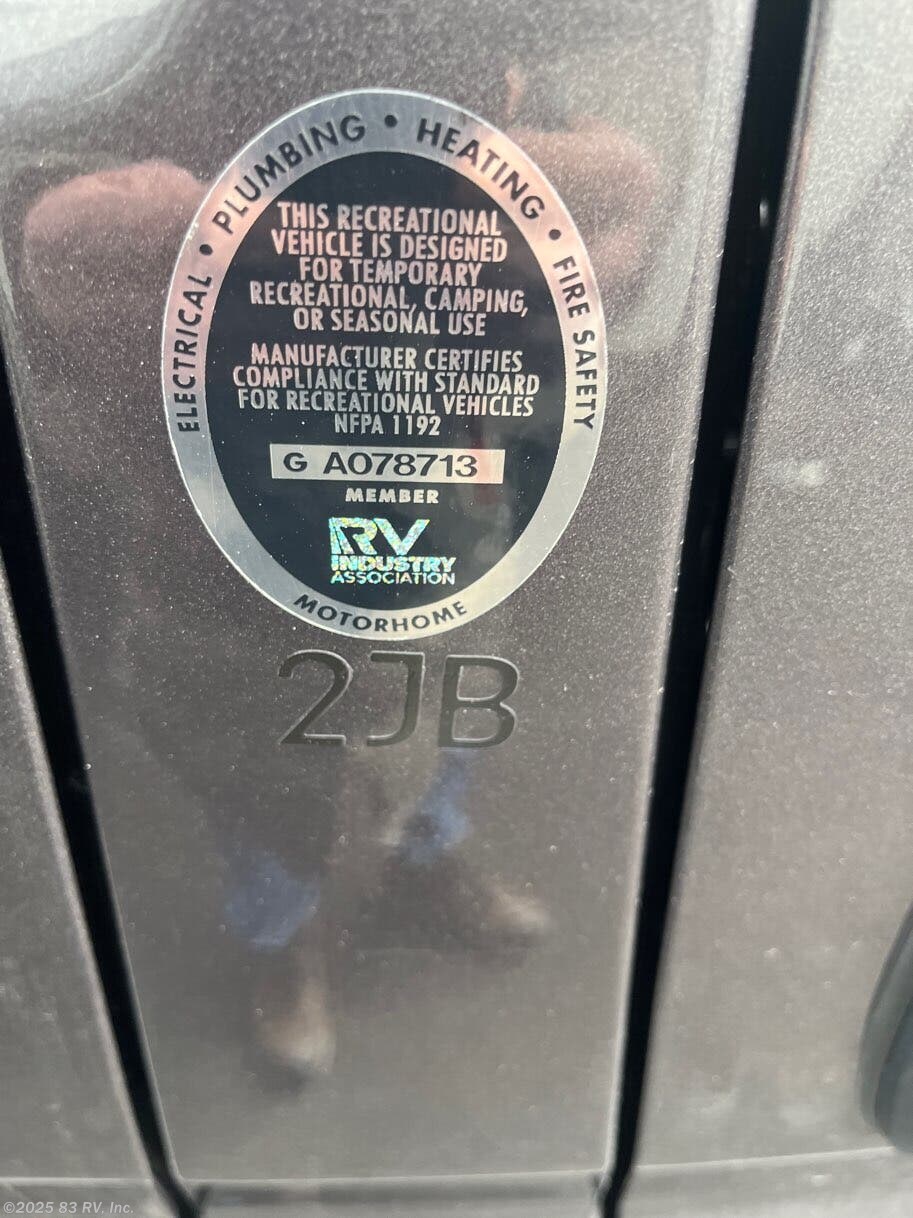 ELECTRICAL • PLUMBING • HEATING • FIRE SAFETY
THIS RECREATIONAL
VEHICLE IS DESIGNED
FOR TEMPORARY
RECREATIONAL, CAMPING,
OR SEASONAL USE
MANUFACTURER CERTIFIES
COMPLIANCE WITH STANDARD
FOR RECREATIONAL VEHICLES
NFPA 1192
G AO78713
MEMBER
RV
INDUSTRY
ASSOCIATION
MOTORHOME
2JB
©2025 83 RV, Inc.